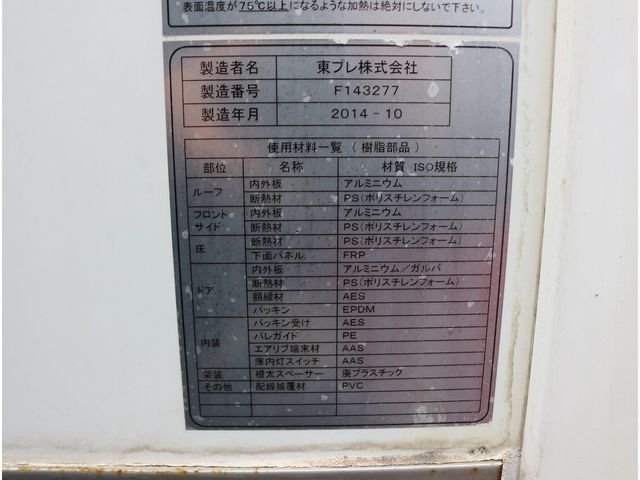 表面温度が75℃以上になるような加熱は絶対にしないで下さい。
製造者名 東プレ株式会社
製造番号 F143277
製造年月 2014-10
使用材料一覧（樹脂部品）
部位 名称 材質 ISO規格
ルーフ 内外板 アルミニウム
断熱材 PS(ポリスチレンフォーム)
フロント 内外板 アルミニウム
サイド 断熱材 PS(ポリスチレンフォーム)
床 断熱材 PS(ポリスチレンフォーム)
下面パネル FRP
ドア 内外板 アルミニウム／ガルバ
断熱材 PS(ポリスチレンフォーム)
額縁材 AES
パッキン EPDM
内装 パッキン受け AES
バレガイド PE
エアリブ端末材 AAS
庫内灯スイッチ AAS
架装 根太スペーサー 廃プラスチック
その他 配線被覆材 PVC